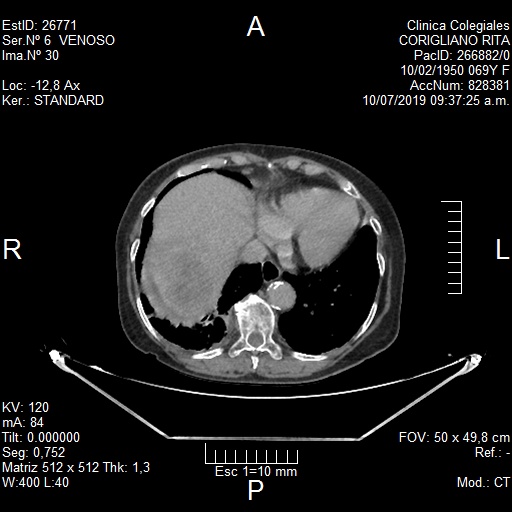 EstID: 26771
Ser.Nº 6 VENOSO
Ima.Nº 30
Loc: -12,8 Ax
Ker.: STANDARD
A
Clinica Colegiales
CORIGLIANO RITA
PacID: 266882/0
10/02/1950 069Y F
AccNum: 828381
10/07/2019 09:37:25 a.m.
R
L
KV: 120
mA: 84
Tilt: 0.000000
Seg: 0,752
Matriz 512 x 512 Thk: 1,3
W:400 L:40
Esc 1=10 mm
P
FOV: 50 x 49,8 cm
Ref.: -
Mod.: CT